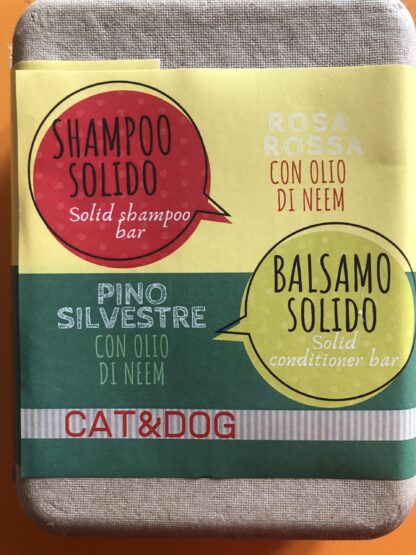 SHAMPOO
SOLIDO
Solid shampoo
bar
ROSA
ROSSA
CON OLIO
DI NEEM
BALSAMO
SOLIDO
Solid
conditioner bar
PINO
SILVESTRE
CON OLIO
DI NEEM
CAT&DOG